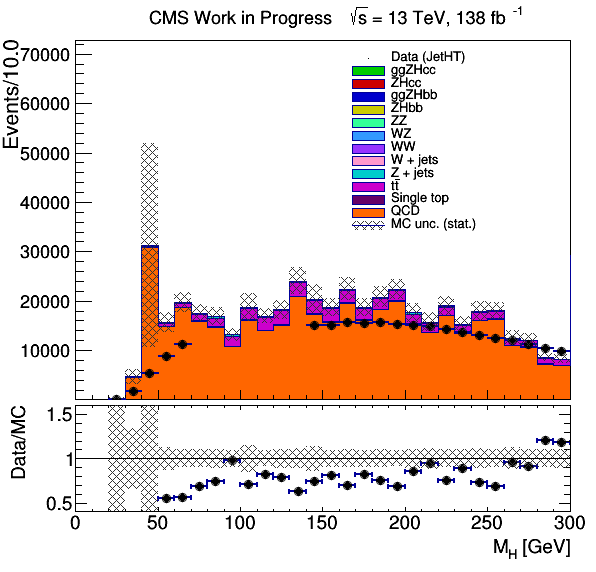 CMS Work in Progress √s = 13 TeV, 138 fb⁻¹
Events/10.0
70000
60000
50000
40000
30000
20000
10000
Data (JetHT)
ggZHcc
ZHcc
ggZHbb
ZHbb
ZZ
WZ
WW
W + jets
Z + jets
tt̄
Single top
QCD
MC unc. (stat.)
Data/MC
1.5
1
0.5
0 50 100 150 200 250 300
M_H [GeV]